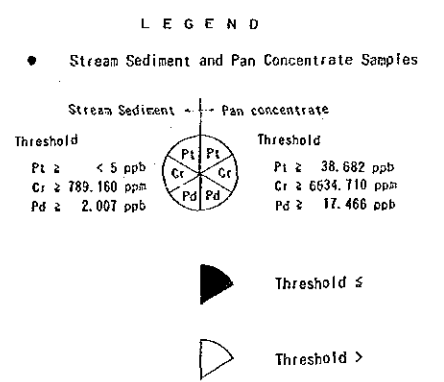 L E G E N D
● Stream Sediment and Pan Concentrate Samples
Stream Sediment Pan concentrate
Threshold Threshold
Pt ≥ < 5 ppb Pt Pt Pt ≥ 38.682 ppb
Cr ≥ 789.160 ppm Cr Cr Cr ≥ 6634.710 ppm
Pd ≥ 2.007 ppb Pd Pd Pd ≥ 17.466 ppb
Threshold ≤
Threshold >